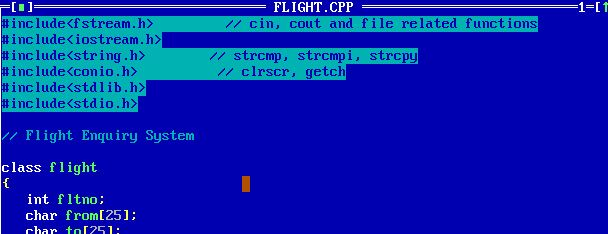 [■] FLIGHT.CPP 1=[↑
#include<fstream.h> // cin, cout and file related functions
#include<iostream.h>
#include<string.h> // strcmp, strcmpi, strcpy
#include<conio.h> // clrscr, getch
#include<stdlib.h>
#include<stdio.h>
// Flight Enquiry System
class flight
{
int fltno;
char from[25];
char to[25];